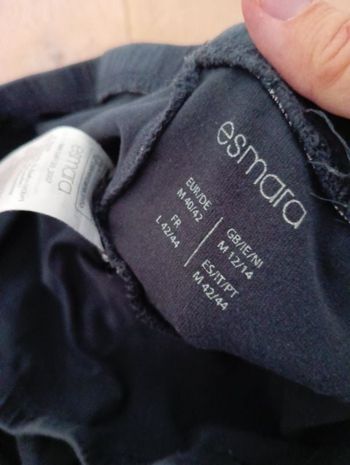 esmara
EUR/DE
M 40/42
GB/IE/NI
M 12/14
FR
L 42/44
ES/IT/PT
M 42/44
esmara